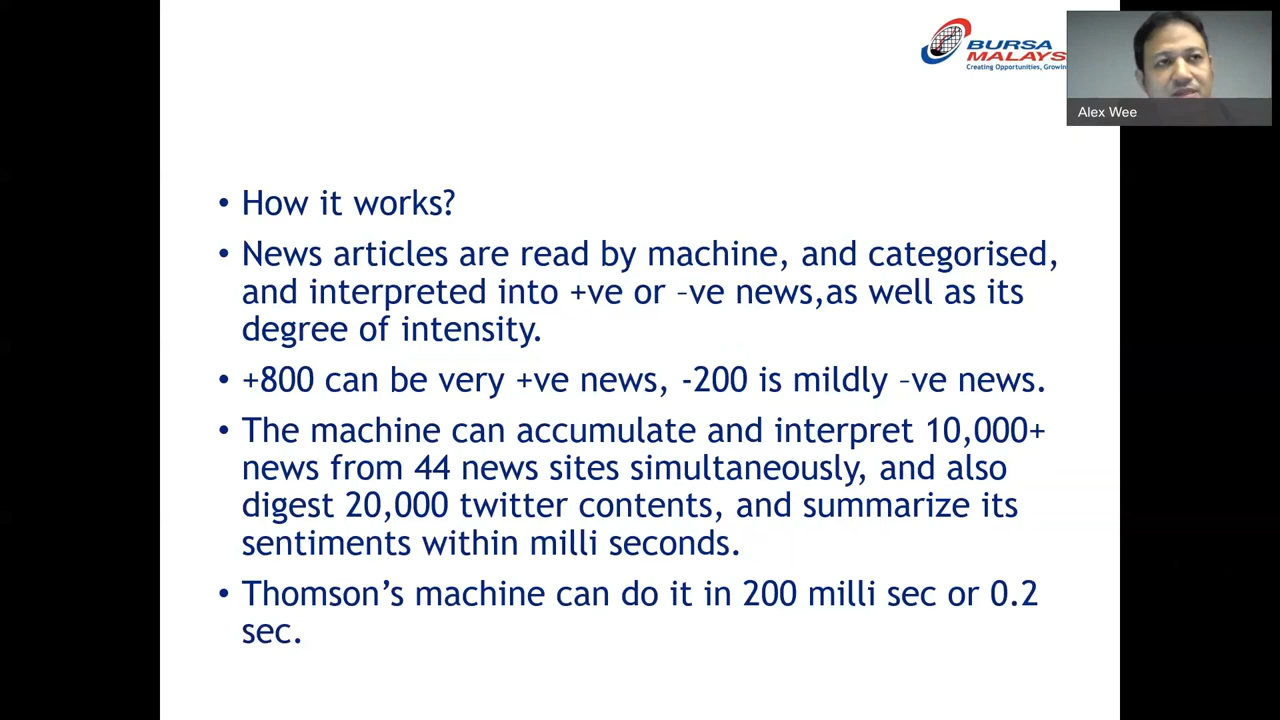 BURSA
MALAYS
Creating Opportunities, Growin
Alex Wee
• How it works?
• News articles are read by machine, and categorised,
and interpreted into +ve or –ve news,as well as its
degree of intensity.
• +800 can be very +ve news, -200 is mildly –ve news.
• The machine can accumulate and interpret 10,000+
news from 44 news sites simultaneously, and also
digest 20,000 twitter contents, and summarize its
sentiments within milli seconds.
• Thomson’s machine can do it in 200 milli sec or 0.2
sec.